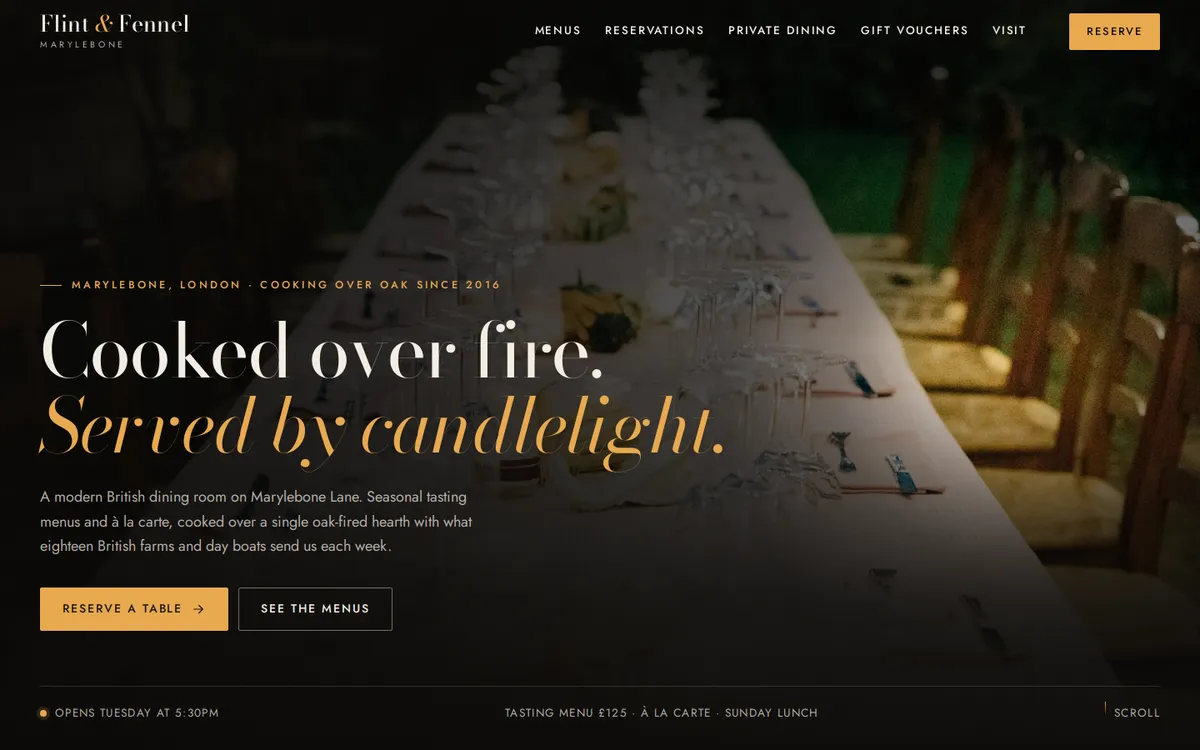 Flint & Fennel
MARYLEBONE
MENUS
RESERVATIONS
PRIVATE DINING
GIFT VOUCHERS
VISIT
RESERVE
MARYLEBONE, LONDON · COOKING OVER OAK SINCE 2016
Cooked over fire.
Served by candlelight.
A modern British dining room on Marylebone Lane. Seasonal tasting
menus and à la carte, cooked over a single oak-fired hearth with what
eighteen British farms and day boats send us each week.
RESERVE A TABLE →
SEE THE MENUS
OPENS TUESDAY AT 5:30PM
TASTING MENU £125 · À LA CARTE · SUNDAY LUNCH
SCROLL